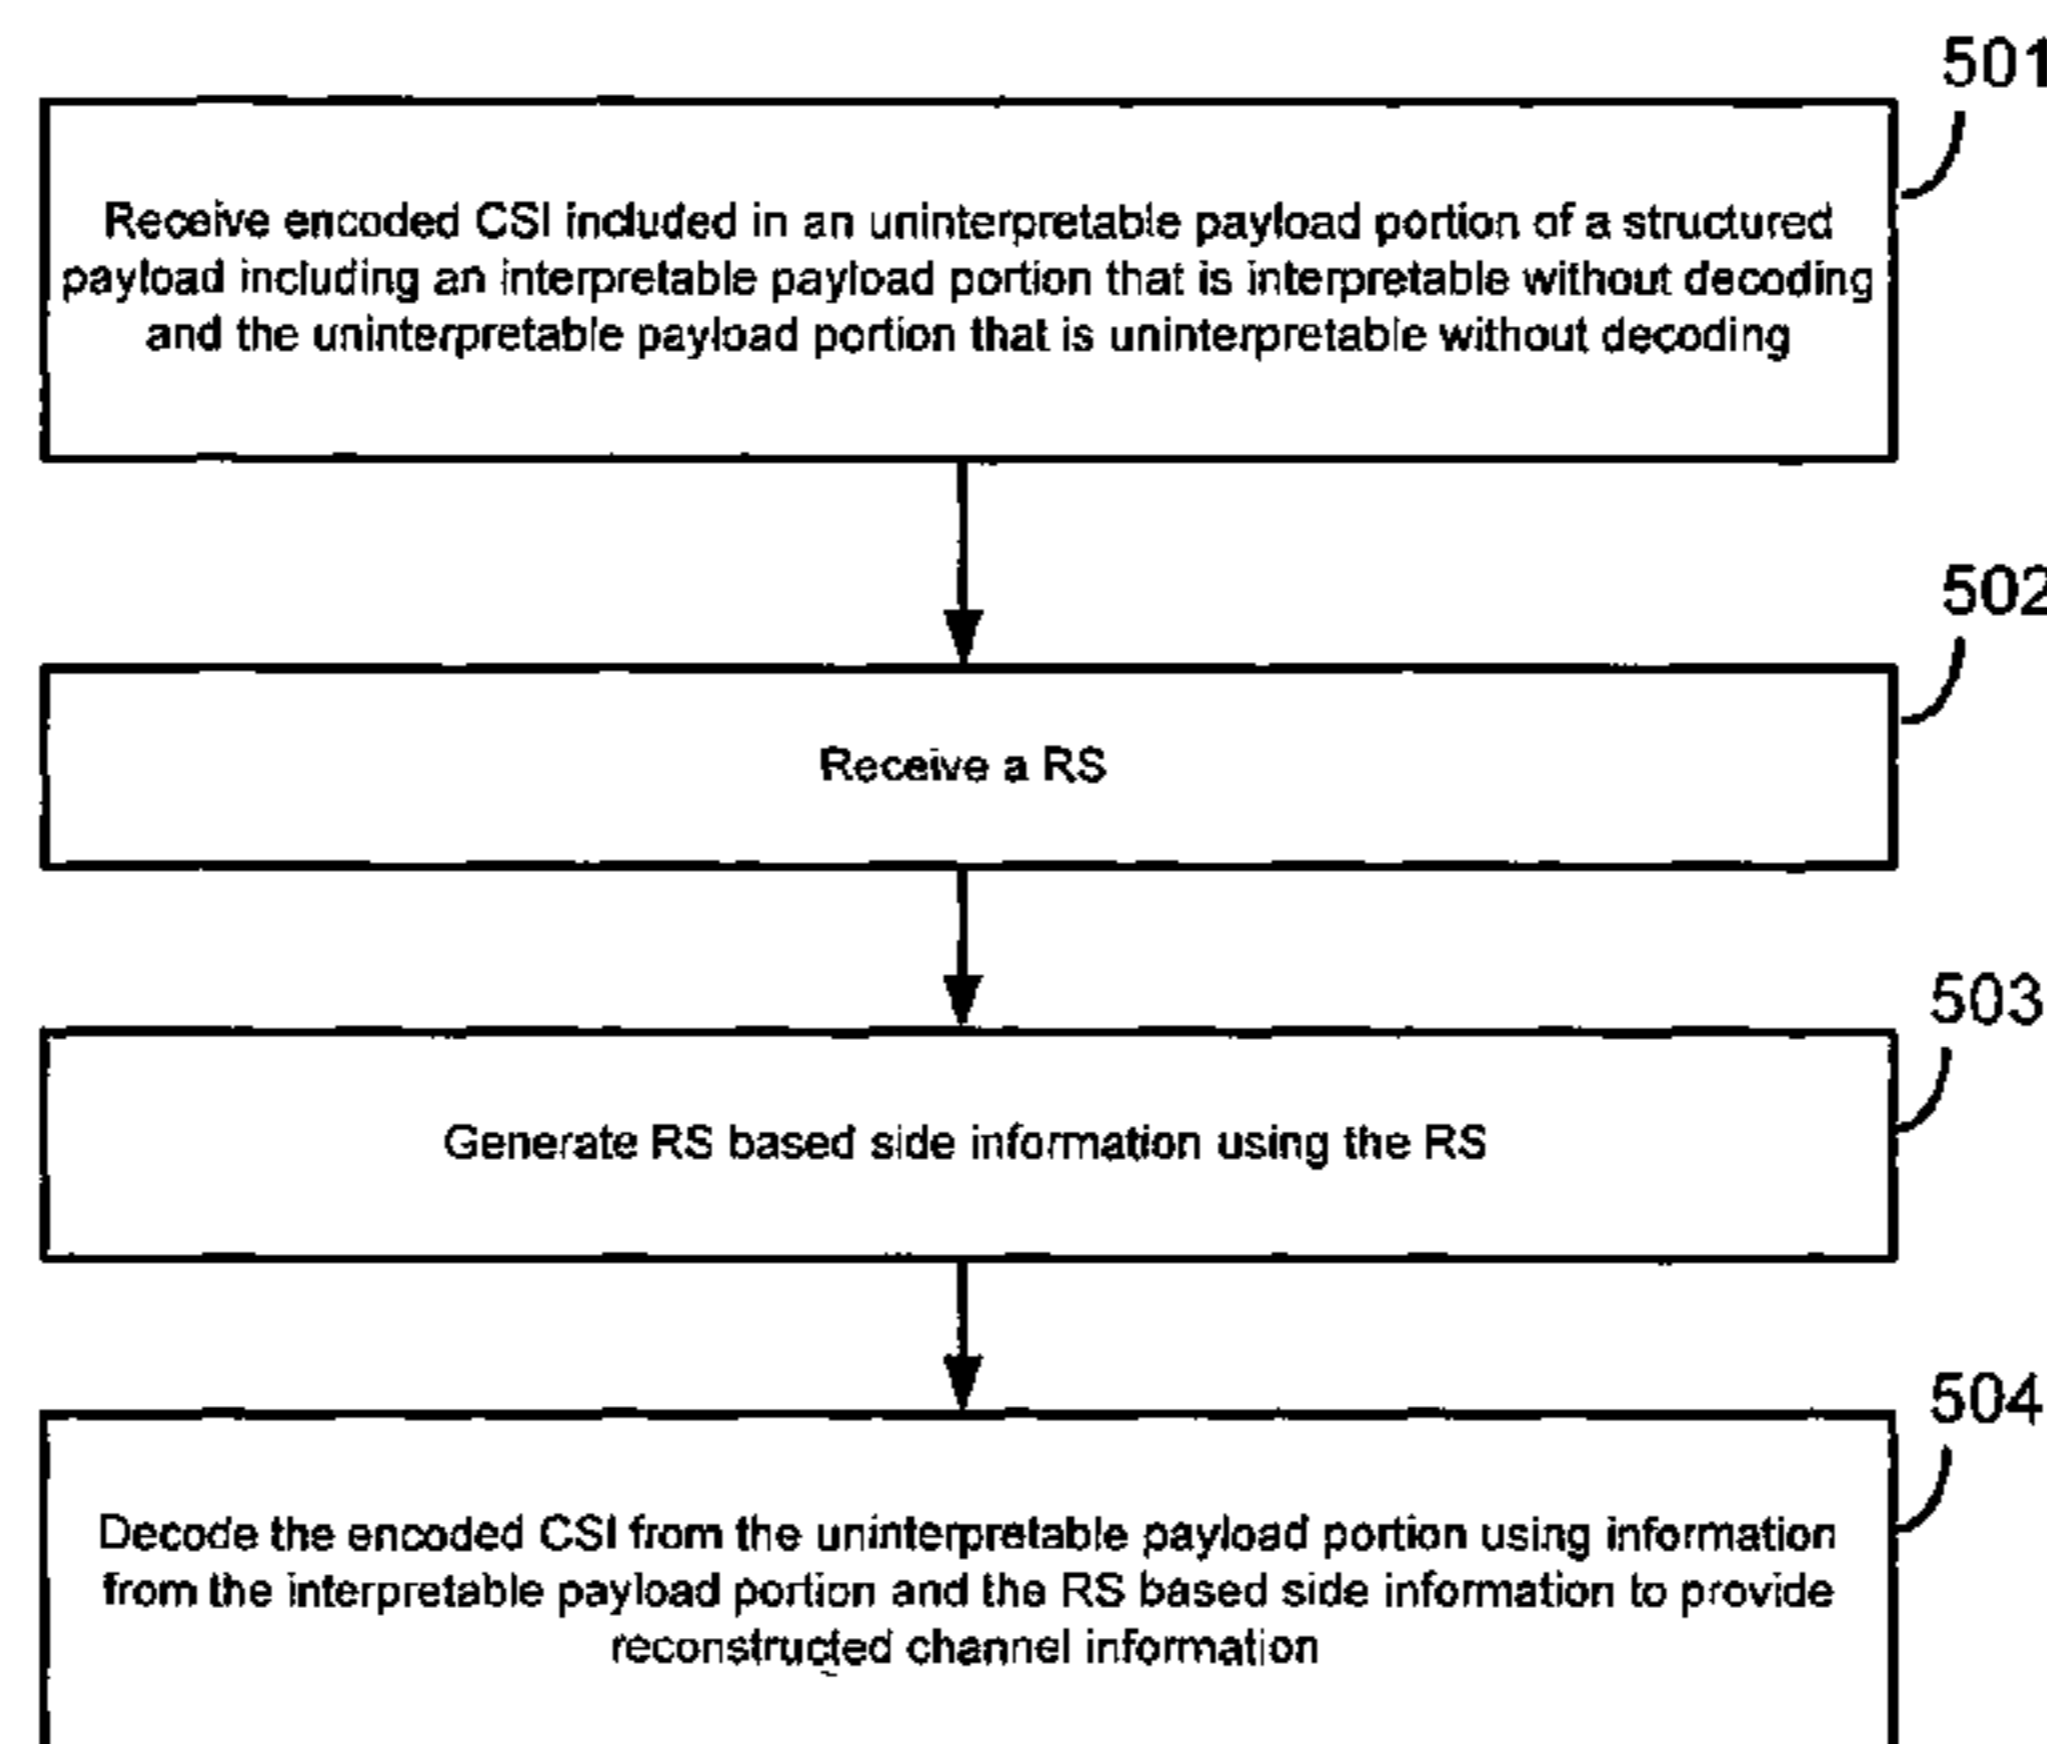 501
Receive encoded CSI included in an uninterpretable payload portion of a structured
payload including an interpretable payload portion that is interpretable without decoding
and the uninterpretable payload portion that is uninterpretable without decoding
502
Receive a RS
503
Generate RS based side information using the RS
504
Decode the encoded CSI from the uninterpretable payload portion using information
from the interpretable payload portion and the RS based side information to provide
reconstructed channel information